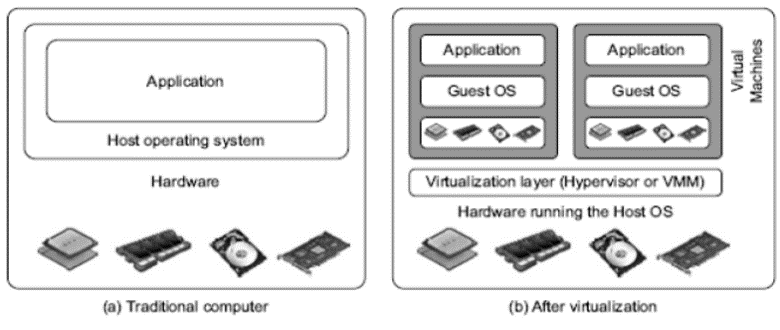 Application
Host operating system
Hardware
(a) Traditional computer
Application
Guest OS
Application
Guest OS
Virtual
Machines
Virtualization layer (Hypervisor or VMM)
Hardware running the Host OS
(b) After virtualization